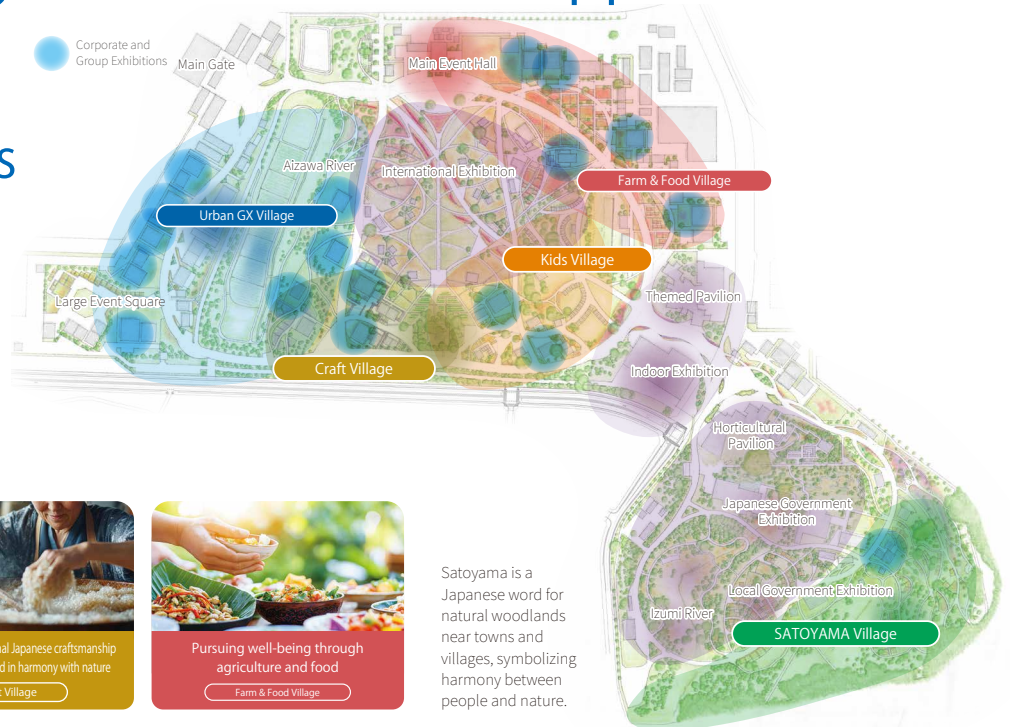 s
Corporate and
Group Exhibitions
Main Gate
Main Event Hall
Aizawa River
International Exhibition
Farm & Food Village
Urban GX Village
Kids Village
Large Event Square
Themed Pavilion
Craft Village
Indoor Exhibition
Horticultural
Pavilion
Japanese Government
Exhibition
Local Government Exhibition
Izumi River
SATOYAMA Village
nal Japanese craftsmanship
d in harmony with nature
t Village
Pursuing well-being through
agriculture and food
Farm & Food Village
Satoyama is a
Japanese word for
natural woodlands
near towns and
villages, symbolizing
harmony between
people and nature.